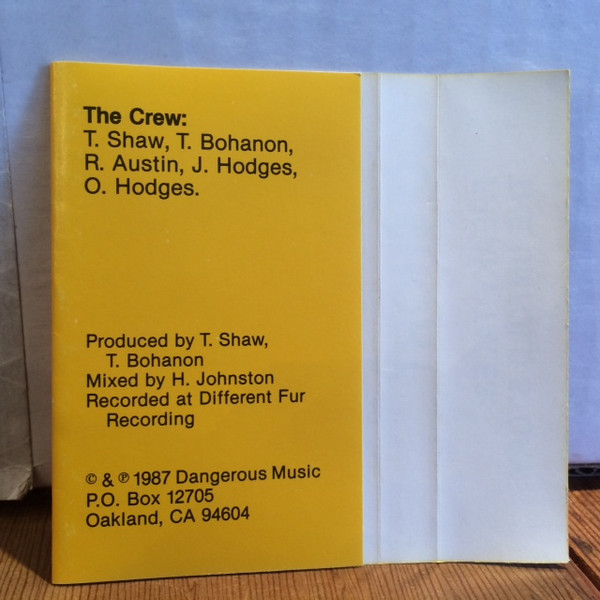 The Crew:
T. Shaw, T. Bohanon,
R. Austin, J. Hodges,
O. Hodges.
Produced by T. Shaw,
T. Bohanon
Mixed by H. Johnston
Recorded at Different Fur
Recording
© & ℗ 1987 Dangerous Music
P.O. Box 12705
Oakland, CA 94604